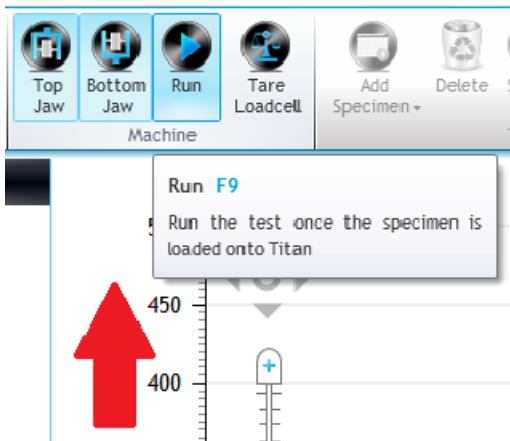 Top Jaw
Bottom Jaw
Run
Tare Loadcell
Add Specimen
Delete
Machine
Run F9
Run the test once the specimen is
loaded onto Titan
450
400